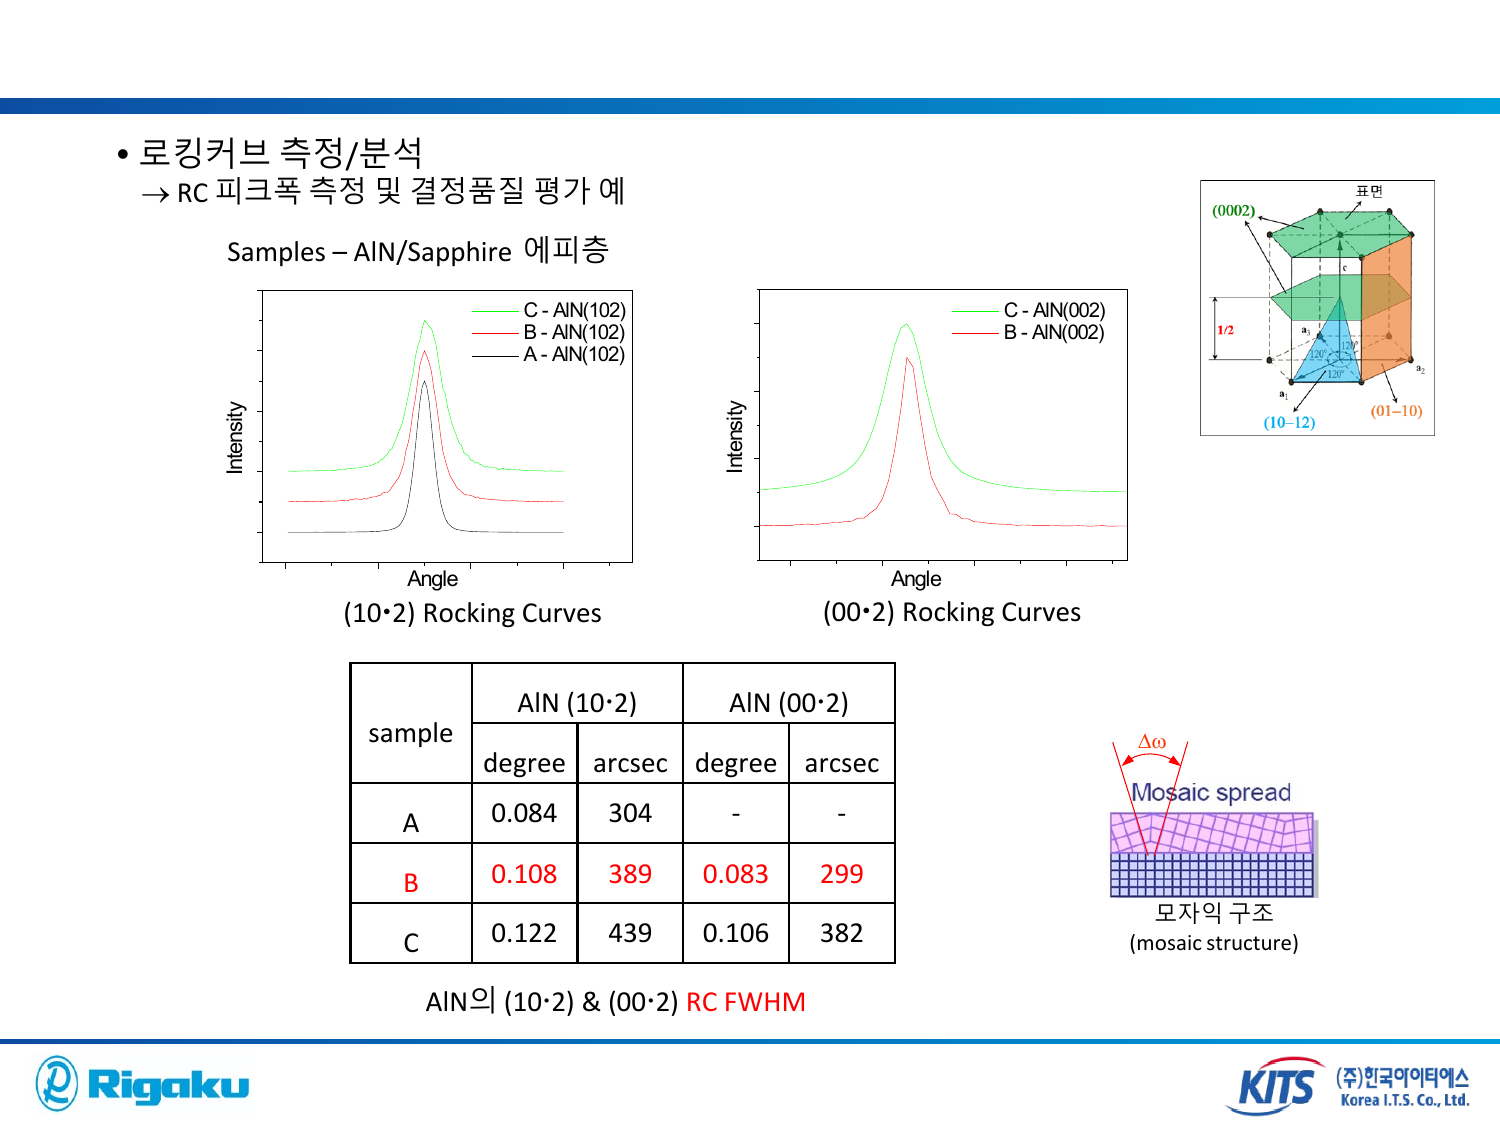 • 로킹커브 측정/분석
→ RC 피크폭 측정 및 결정품질 평가 예
Samples – AlN/Sapphire 에피층
C - AlN(102)
B - AlN(102)
A - AlN(102)
Intensity
Angle
(10･2) Rocking Curves
C - AlN(002)
B - AlN(002)
Intensity
Angle
(00･2) Rocking Curves
표면
(0002)
c
1/2
a3
120°
120°
120°
a2
a1
(01–10)
(10–12)
sample AlN (10･2) AlN (00･2)
degree arcsec degree arcsec
A 0.084 304 - -
B 0.108 389 0.083 299
C 0.122 439 0.106 382
AlN의 (10･2) & (00･2) RC FWHM
Δω
Mosaic spread
모자익 구조
(mosaic structure)
Rigaku
KITS
(주)한국아이티에스
Korea I.T.S. Co., Ltd.